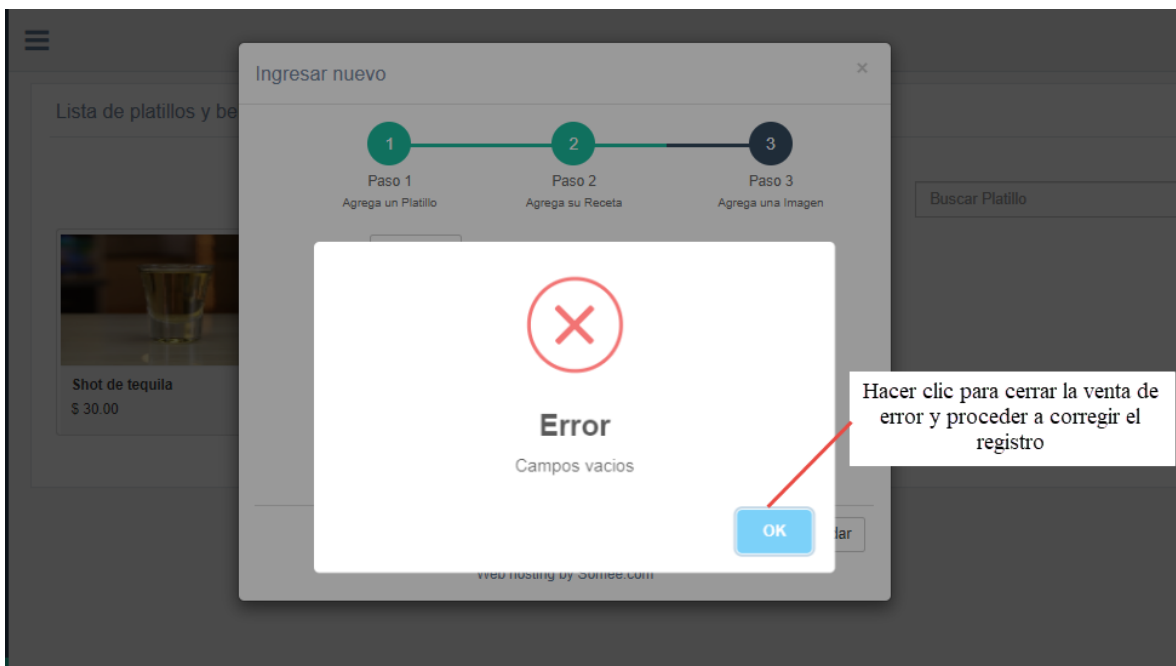 Ingresar nuevo
×
Lista de platillos y be
1
2
3
Paso 1
Paso 2
Paso 3
Agrega un Platillo
Agrega su Receta
Agrega una Imagen
Buscar Platillo
Shot de tequila
$ 30.00
Error
Campos vacios
OK
dar
Web hosting by Somee.com
Hacer clic para cerrar la venta de
error y proceder a corregir el
registro